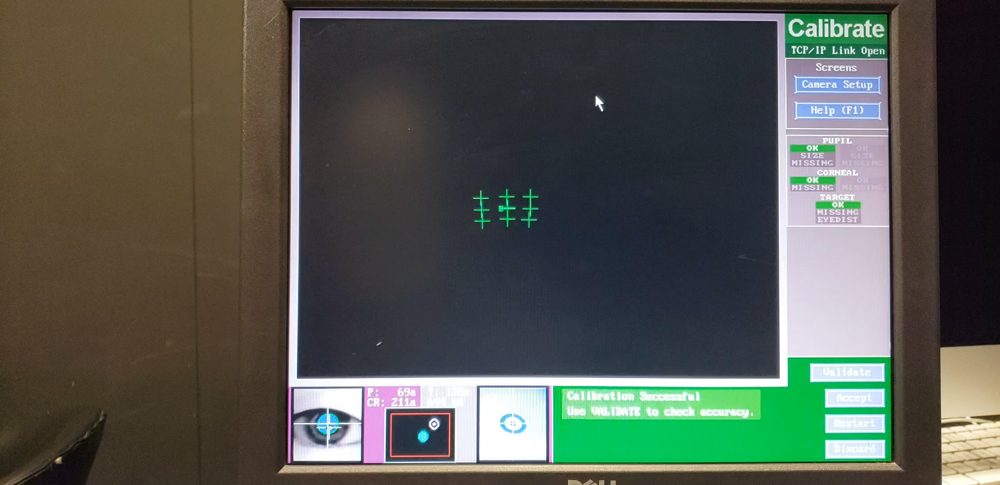 Calibrate
TCP/IP Link Open
Screens
Camera Setup
Help (F1)
PUPIL
OK OK
SIZE SIZE
MISSING MISSING
CORNEAL
OK OK
MISSING MISSING
TARGET
OK
MISSING
EYEDIST
P: 69a
CR: 211a
Calibration Successful
Use VALIDATE to check accuracy.
Validate
Accept
Restart
Discard
DELL